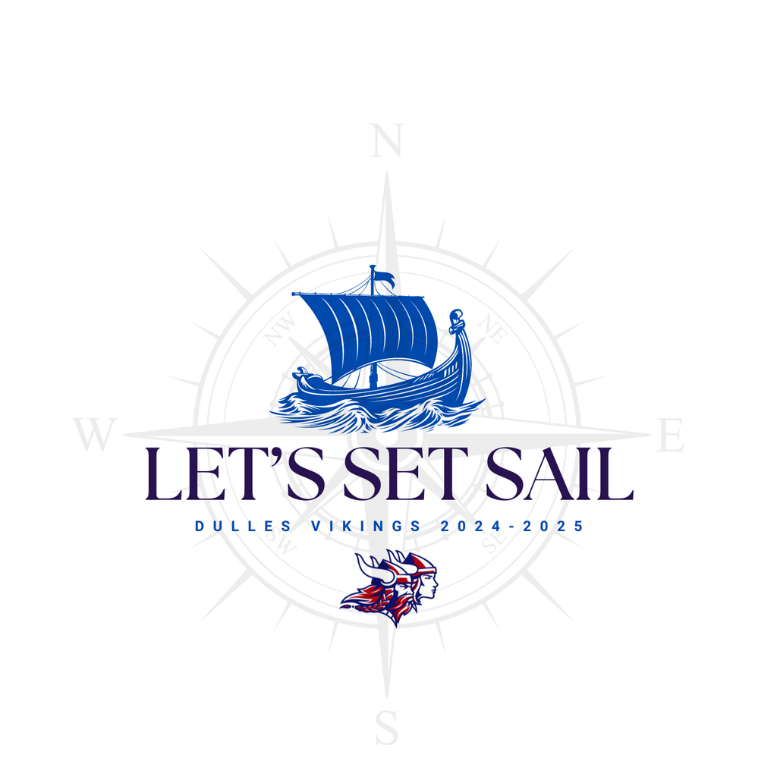 N
NW NE
W E
LET'S SET SAIL
DULLES VIKINGS 2024-2025
SW SE
S